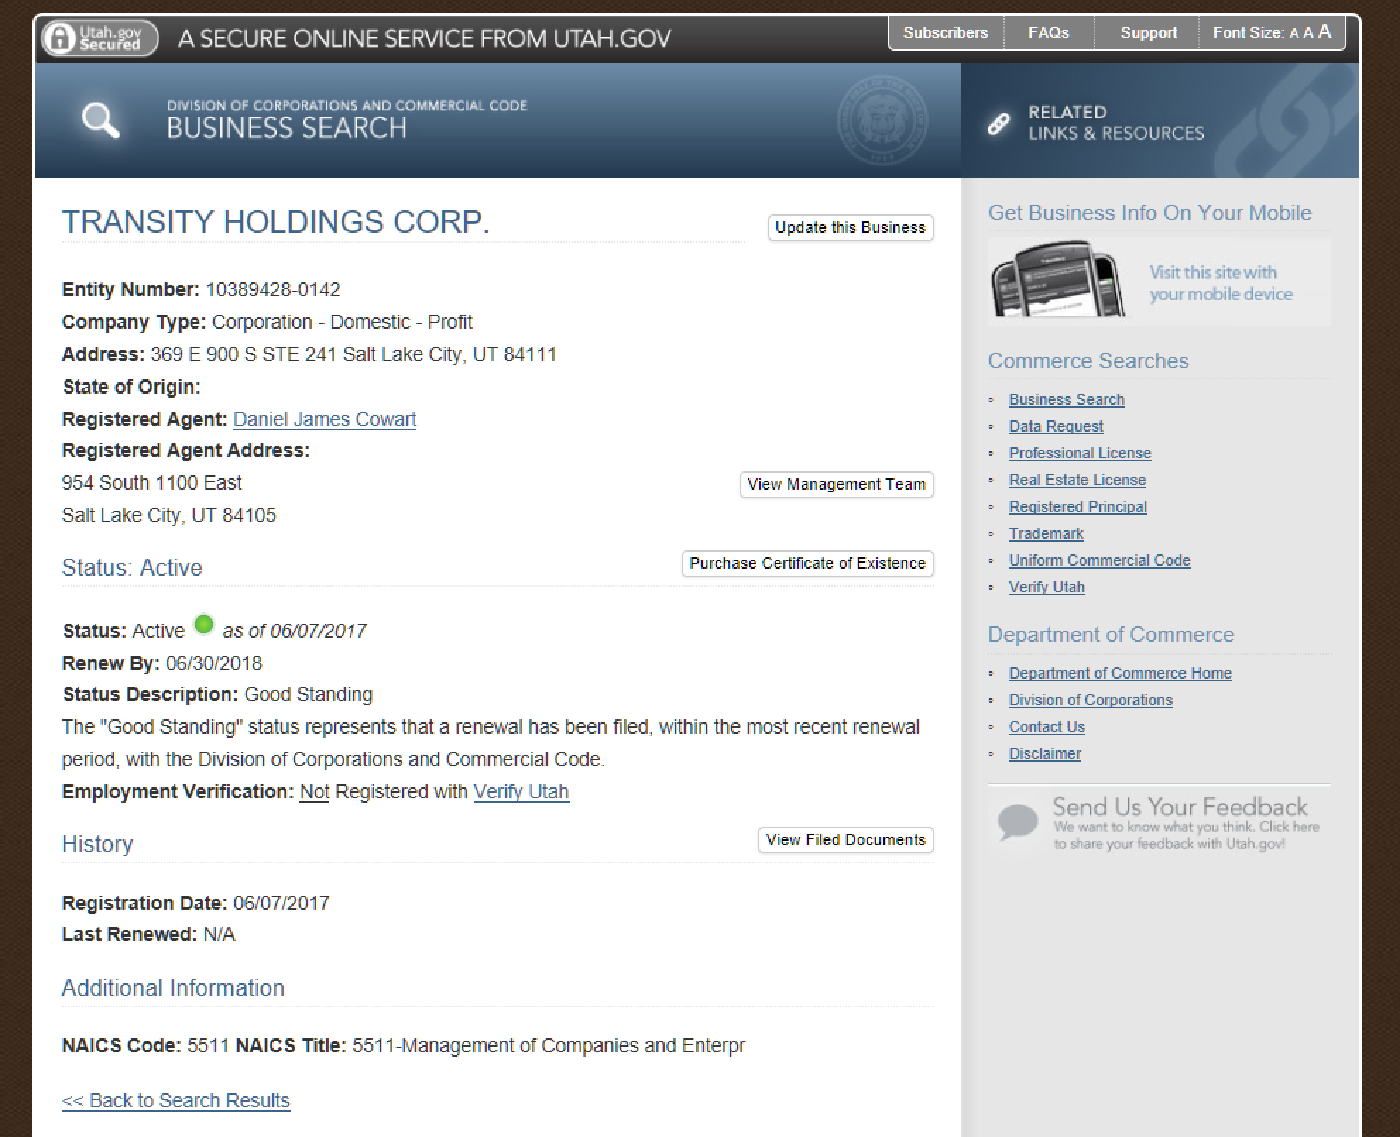 Utah.gov Secured
A SECURE ONLINE SERVICE FROM UTAH.GOV
Subscribers
FAQs
Support
Font Size: A A A
DIVISION OF CORPORATIONS AND COMMERCIAL CODE
BUSINESS SEARCH
RELATED
LINKS & RESOURCES
TRANSITY HOLDINGS CORP.
Update this Business
Entity Number: 10389428-0142
Company Type: Corporation - Domestic - Profit
Address: 369 E 900 S STE 241 Salt Lake City, UT 84111
State of Origin:
Registered Agent: Daniel James Cowart
Registered Agent Address:
954 South 1100 East
View Management Team
Salt Lake City, UT 84105
Status: Active
Purchase Certificate of Existence
Status: Active as of 06/07/2017
Renew By: 06/30/2018
Status Description: Good Standing
The "Good Standing" status represents that a renewal has been filed, within the most recent renewal
period, with the Division of Corporations and Commercial Code.
Employment Verification: Not Registered with Verify Utah
History
View Filed Documents
Registration Date: 06/07/2017
Last Renewed: N/A
Additional Information
NAICS Code: 5511 NAICS Title: 5511-Management of Companies and Enterpr
<< Back to Search Results
Get Business Info On Your Mobile
Visit this site with
your mobile device
Commerce Searches
Business Search
Data Request
Professional License
Real Estate License
Registered Principal
Trademark
Uniform Commercial Code
Verify Utah
Department of Commerce
Department of Commerce Home
Division of Corporations
Contact Us
Disclaimer
Send Us Your Feedback
We want to know what you think. Click here
to share your feedback with Utah.gov!